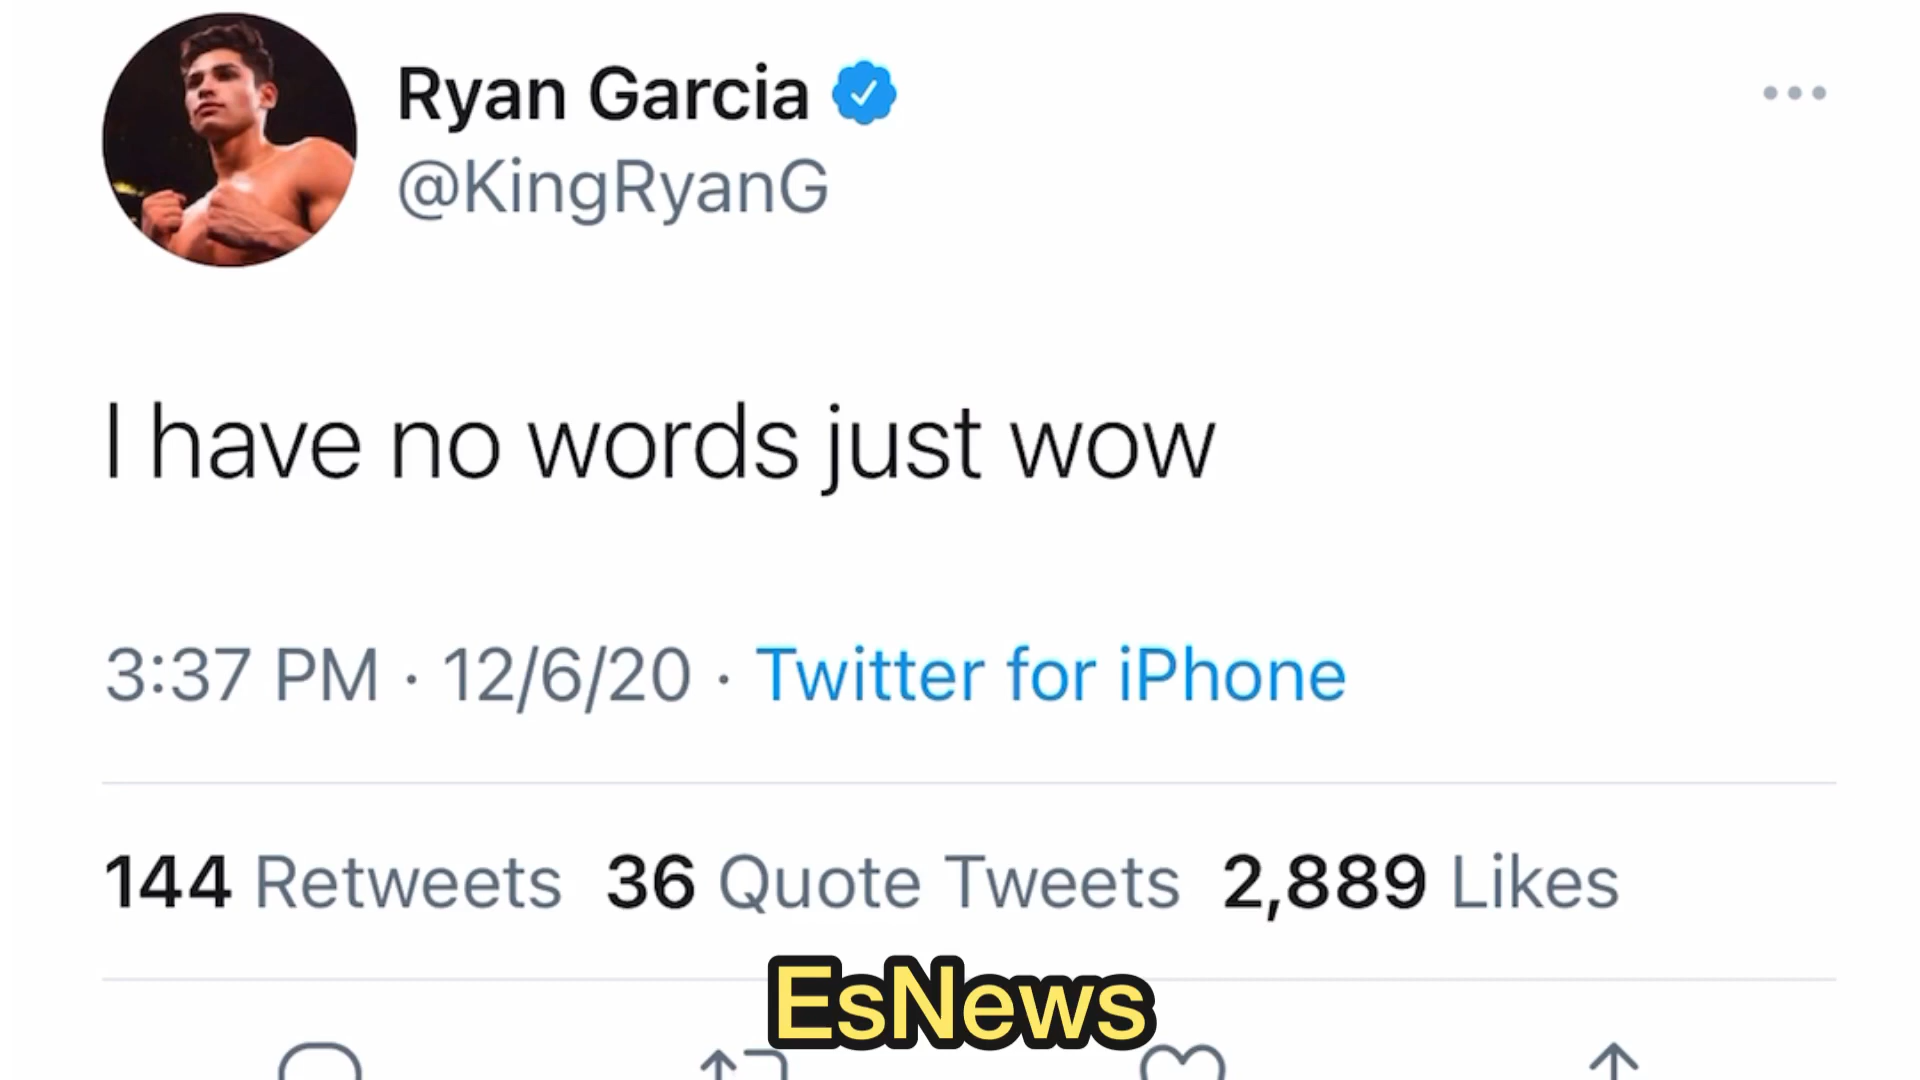 Ryan Garcia
@KingRyanG
I have no words just wow
3:37 PM · 12/6/20 · Twitter for iPhone
144 Retweets 36 Quote Tweets 2,889 Likes
EsNews